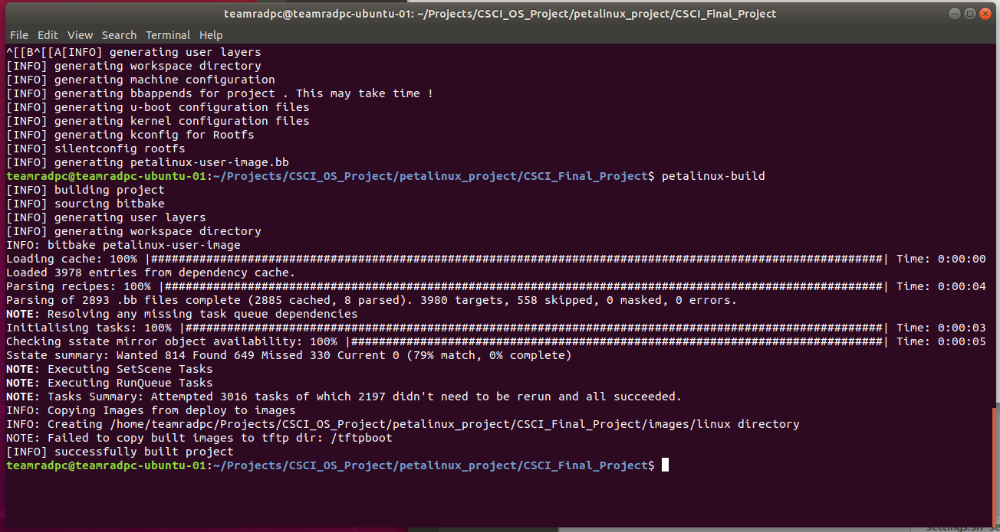 teamradpc@teamradpc-ubuntu-01: ~/Projects/CSCI_OS_Project/petalinux_project/CSCI_Final_Project
File Edit View Search Terminal Help
^[[B^[[A[INFO] generating user layers
[INFO] generating workspace directory
[INFO] generating machine configuration
[INFO] generating bbappends for project . This may take time !
[INFO] generating u-boot configuration files
[INFO] generating kernel configuration files
[INFO] generating kconfig for Rootfs
[INFO] silentconfig rootfs
[INFO] generating petalinux-user-image.bb
teamradpc@teamradpc-ubuntu-01:~/Projects/CSCI_OS_Project/petalinux_project/CSCI_Final_Project$ petalinux-build
[INFO] building project
[INFO] sourcing bitbake
[INFO] generating user layers
[INFO] generating workspace directory
INFO: bitbake petalinux-user-image
Loading cache: 100% |##########################################################################################################| Time: 0:00:00
Loaded 3978 entries from dependency cache.
Parsing recipes: 100% |########################################################################################################| Time: 0:00:04
Parsing of 2893 .bb files complete (2885 cached, 8 parsed). 3980 targets, 558 skipped, 0 masked, 0 errors.
NOTE: Resolving any missing task queue dependencies
Initialising tasks: 100% |#####################################################################################################| Time: 0:00:03
Checking sstate mirror object availability: 100% |#############################################################################| Time: 0:00:05
Sstate summary: Wanted 814 Found 649 Missed 330 Current 0 (79% match, 0% complete)
NOTE: Executing SetScene Tasks
NOTE: Executing RunQueue Tasks
NOTE: Tasks Summary: Attempted 3016 tasks of which 2197 didn't need to be rerun and all succeeded.
INFO: Copying Images from deploy to images
INFO: Creating /home/teamradpc/Projects/CSCI_OS_Project/petalinux_project/CSCI_Final_Project/images/linux directory
NOTE: Failed to copy built images to tftp dir: /tftpboot
[INFO] successfully built project
teamradpc@teamradpc-ubuntu-01:~/Projects/CSCI_OS_Project/petalinux_project/CSCI_Final_Project$